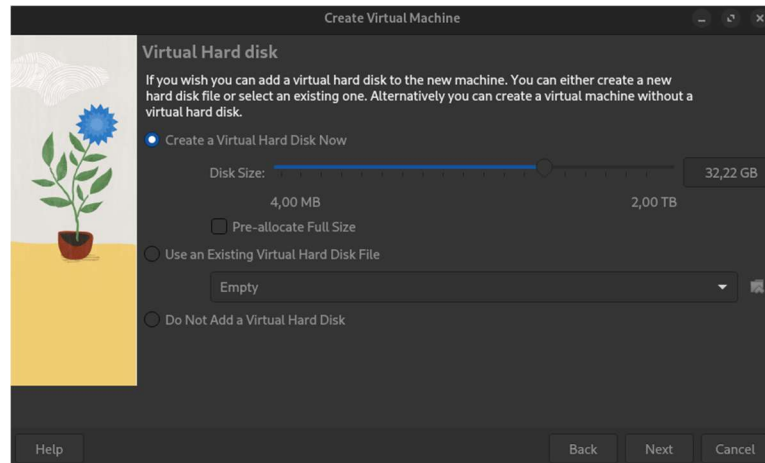 Create Virtual Machine
Virtual Hard disk
If you wish you can add a virtual hard disk to the new machine. You can either create a new
hard disk file or select an existing one. Alternatively you can create a virtual machine without a
virtual hard disk.
Create a Virtual Hard Disk Now
Disk Size:
32,22 GB
4,00 MB
2,00 TB
Pre-allocate Full Size
Use an Existing Virtual Hard Disk File
Empty
Do Not Add a Virtual Hard Disk
Help
Back
Next
Cancel